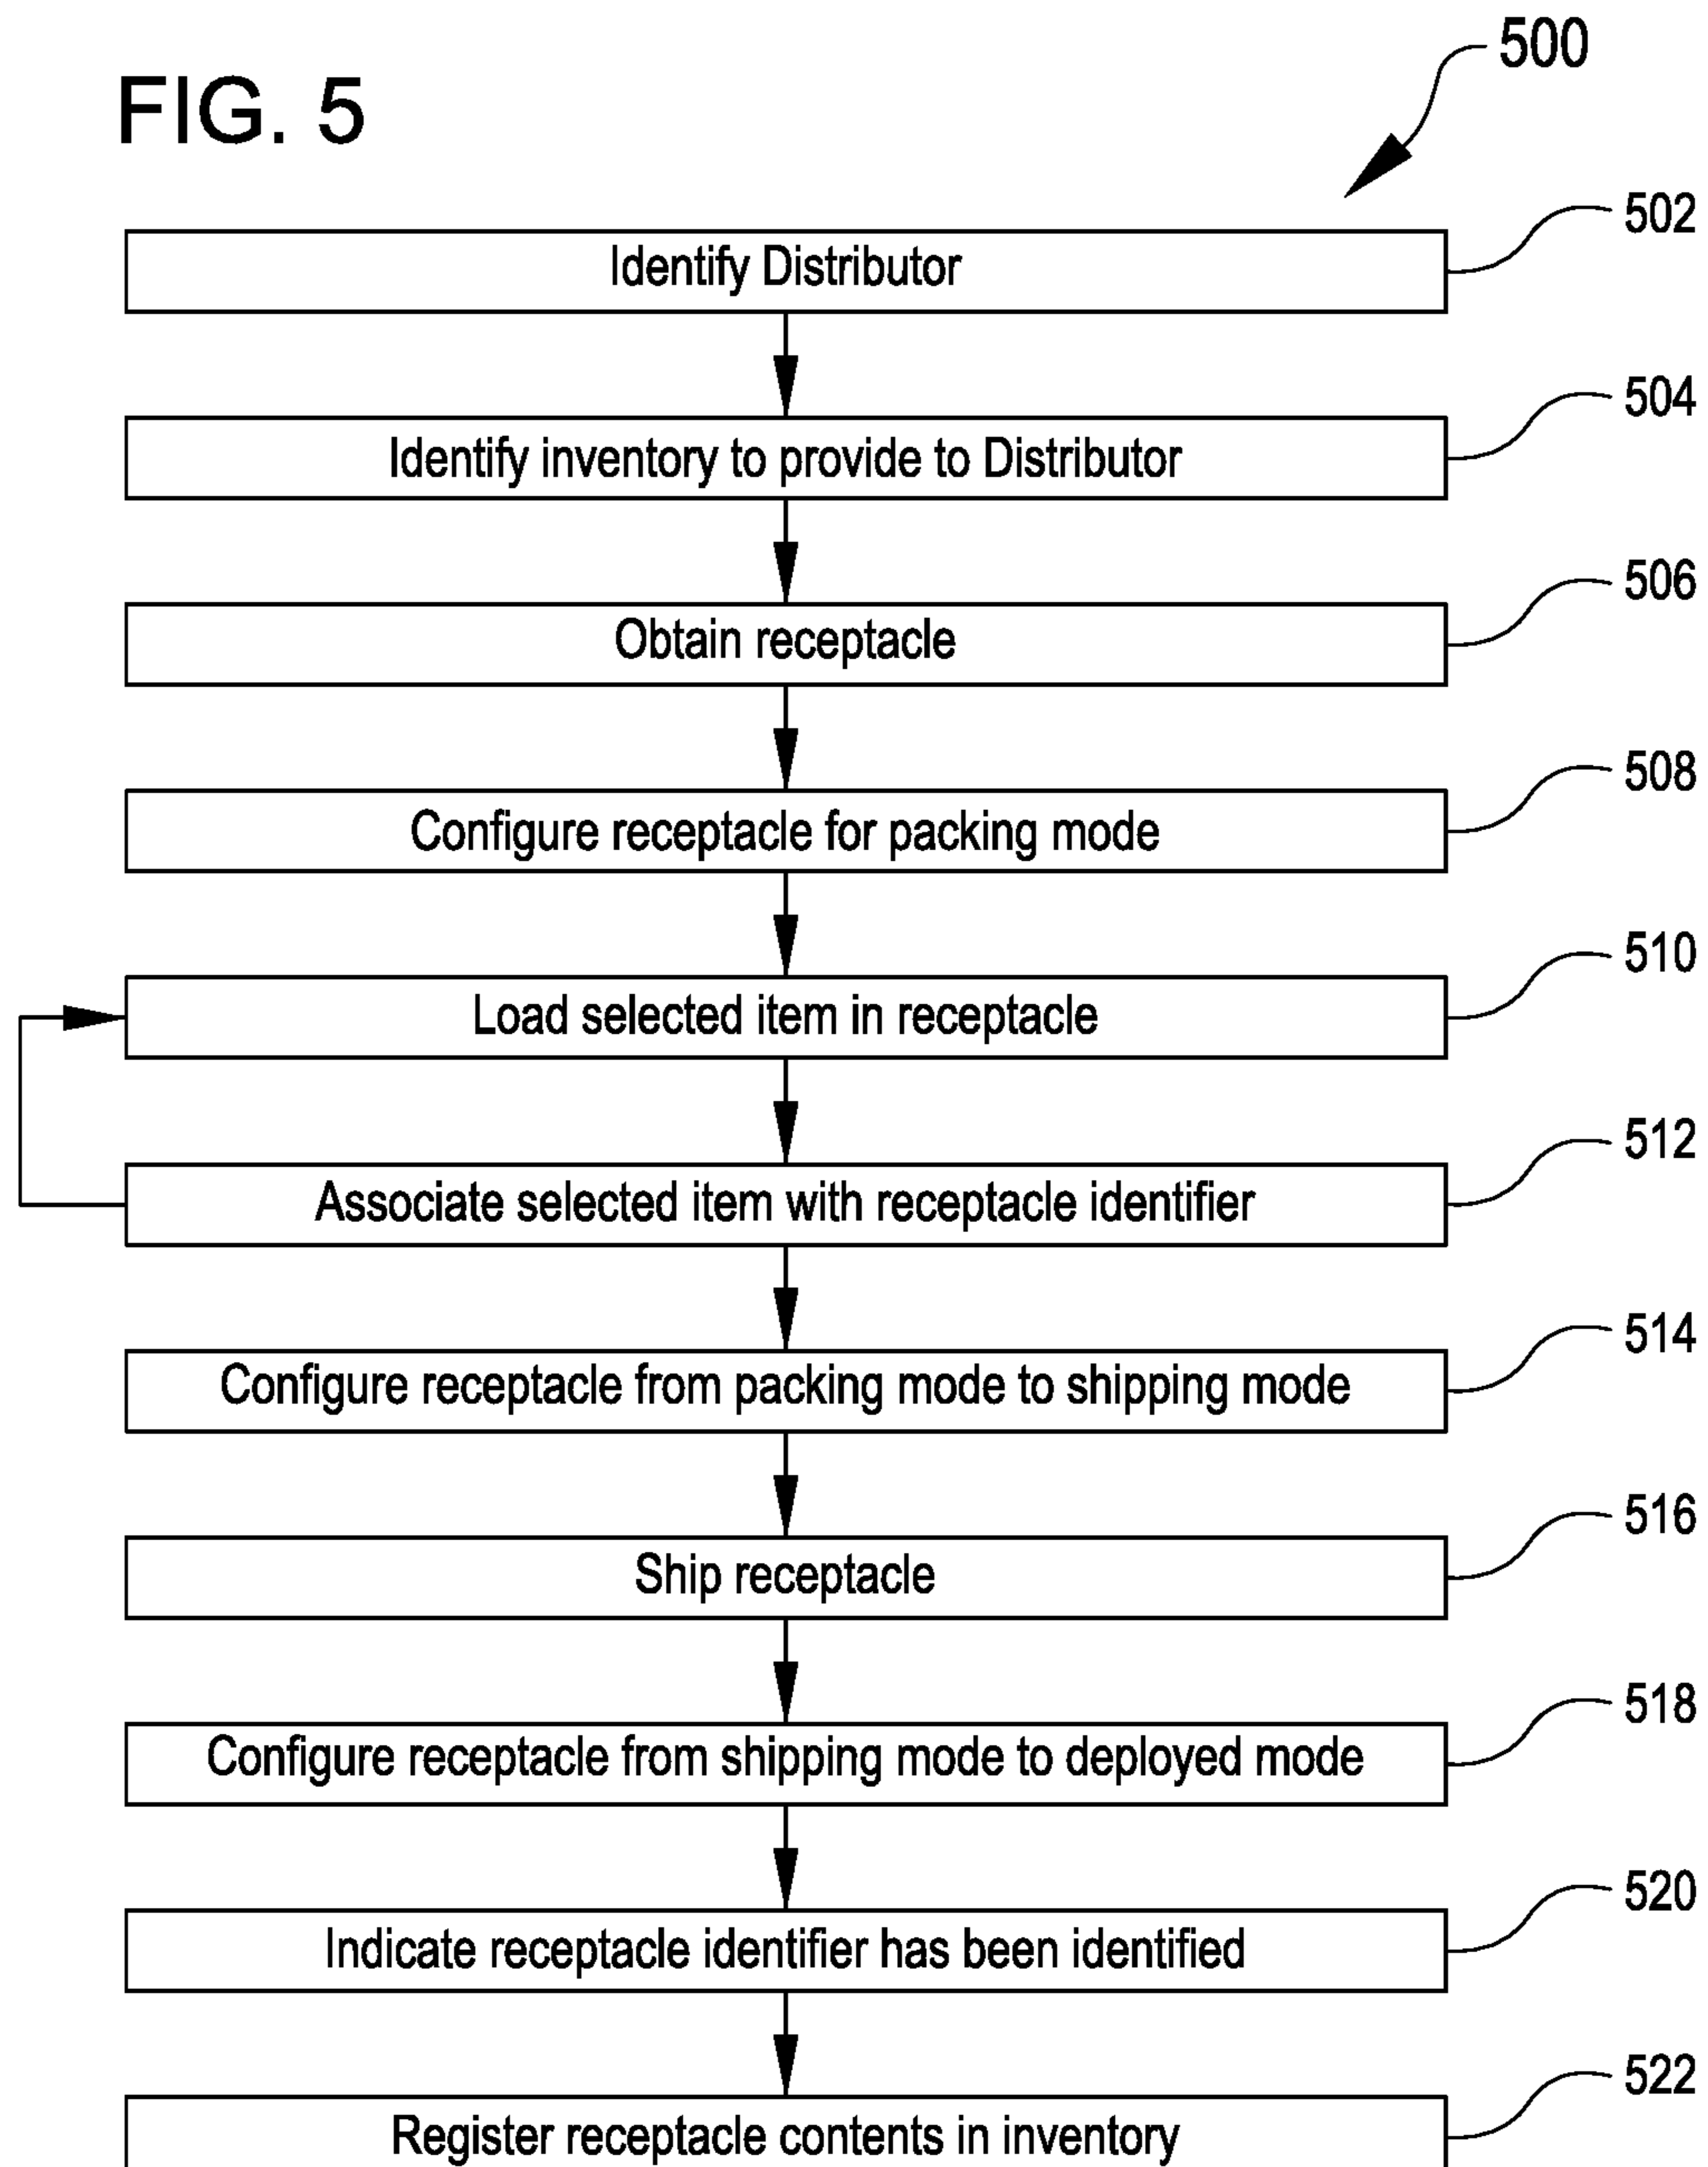 FIG. 5
500
Identify Distributor
502
Identify inventory to provide to Distributor
504
Obtain receptacle
506
Configure receptacle for packing mode
508
Load selected item in receptacle
510
Associate selected item with receptacle identifier
512
Configure receptacle from packing mode to shipping mode
514
Ship receptacle
516
Configure receptacle from shipping mode to deployed mode
518
Indicate receptacle identifier has been identified
520
Register receptacle contents in inventory
522